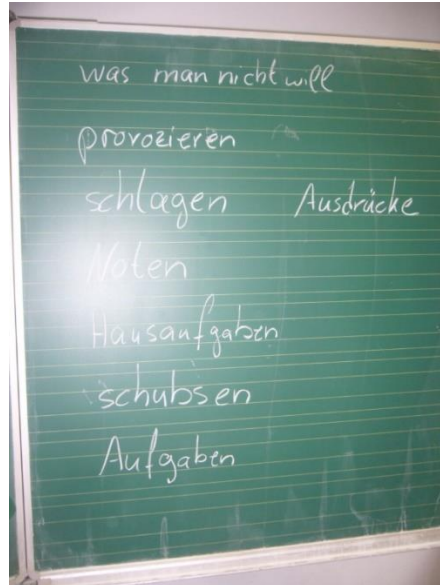 was man nicht will
provozieren
schlagen Ausdrücke
Noten
Hausaufgaben
schubsen
Aufgaben